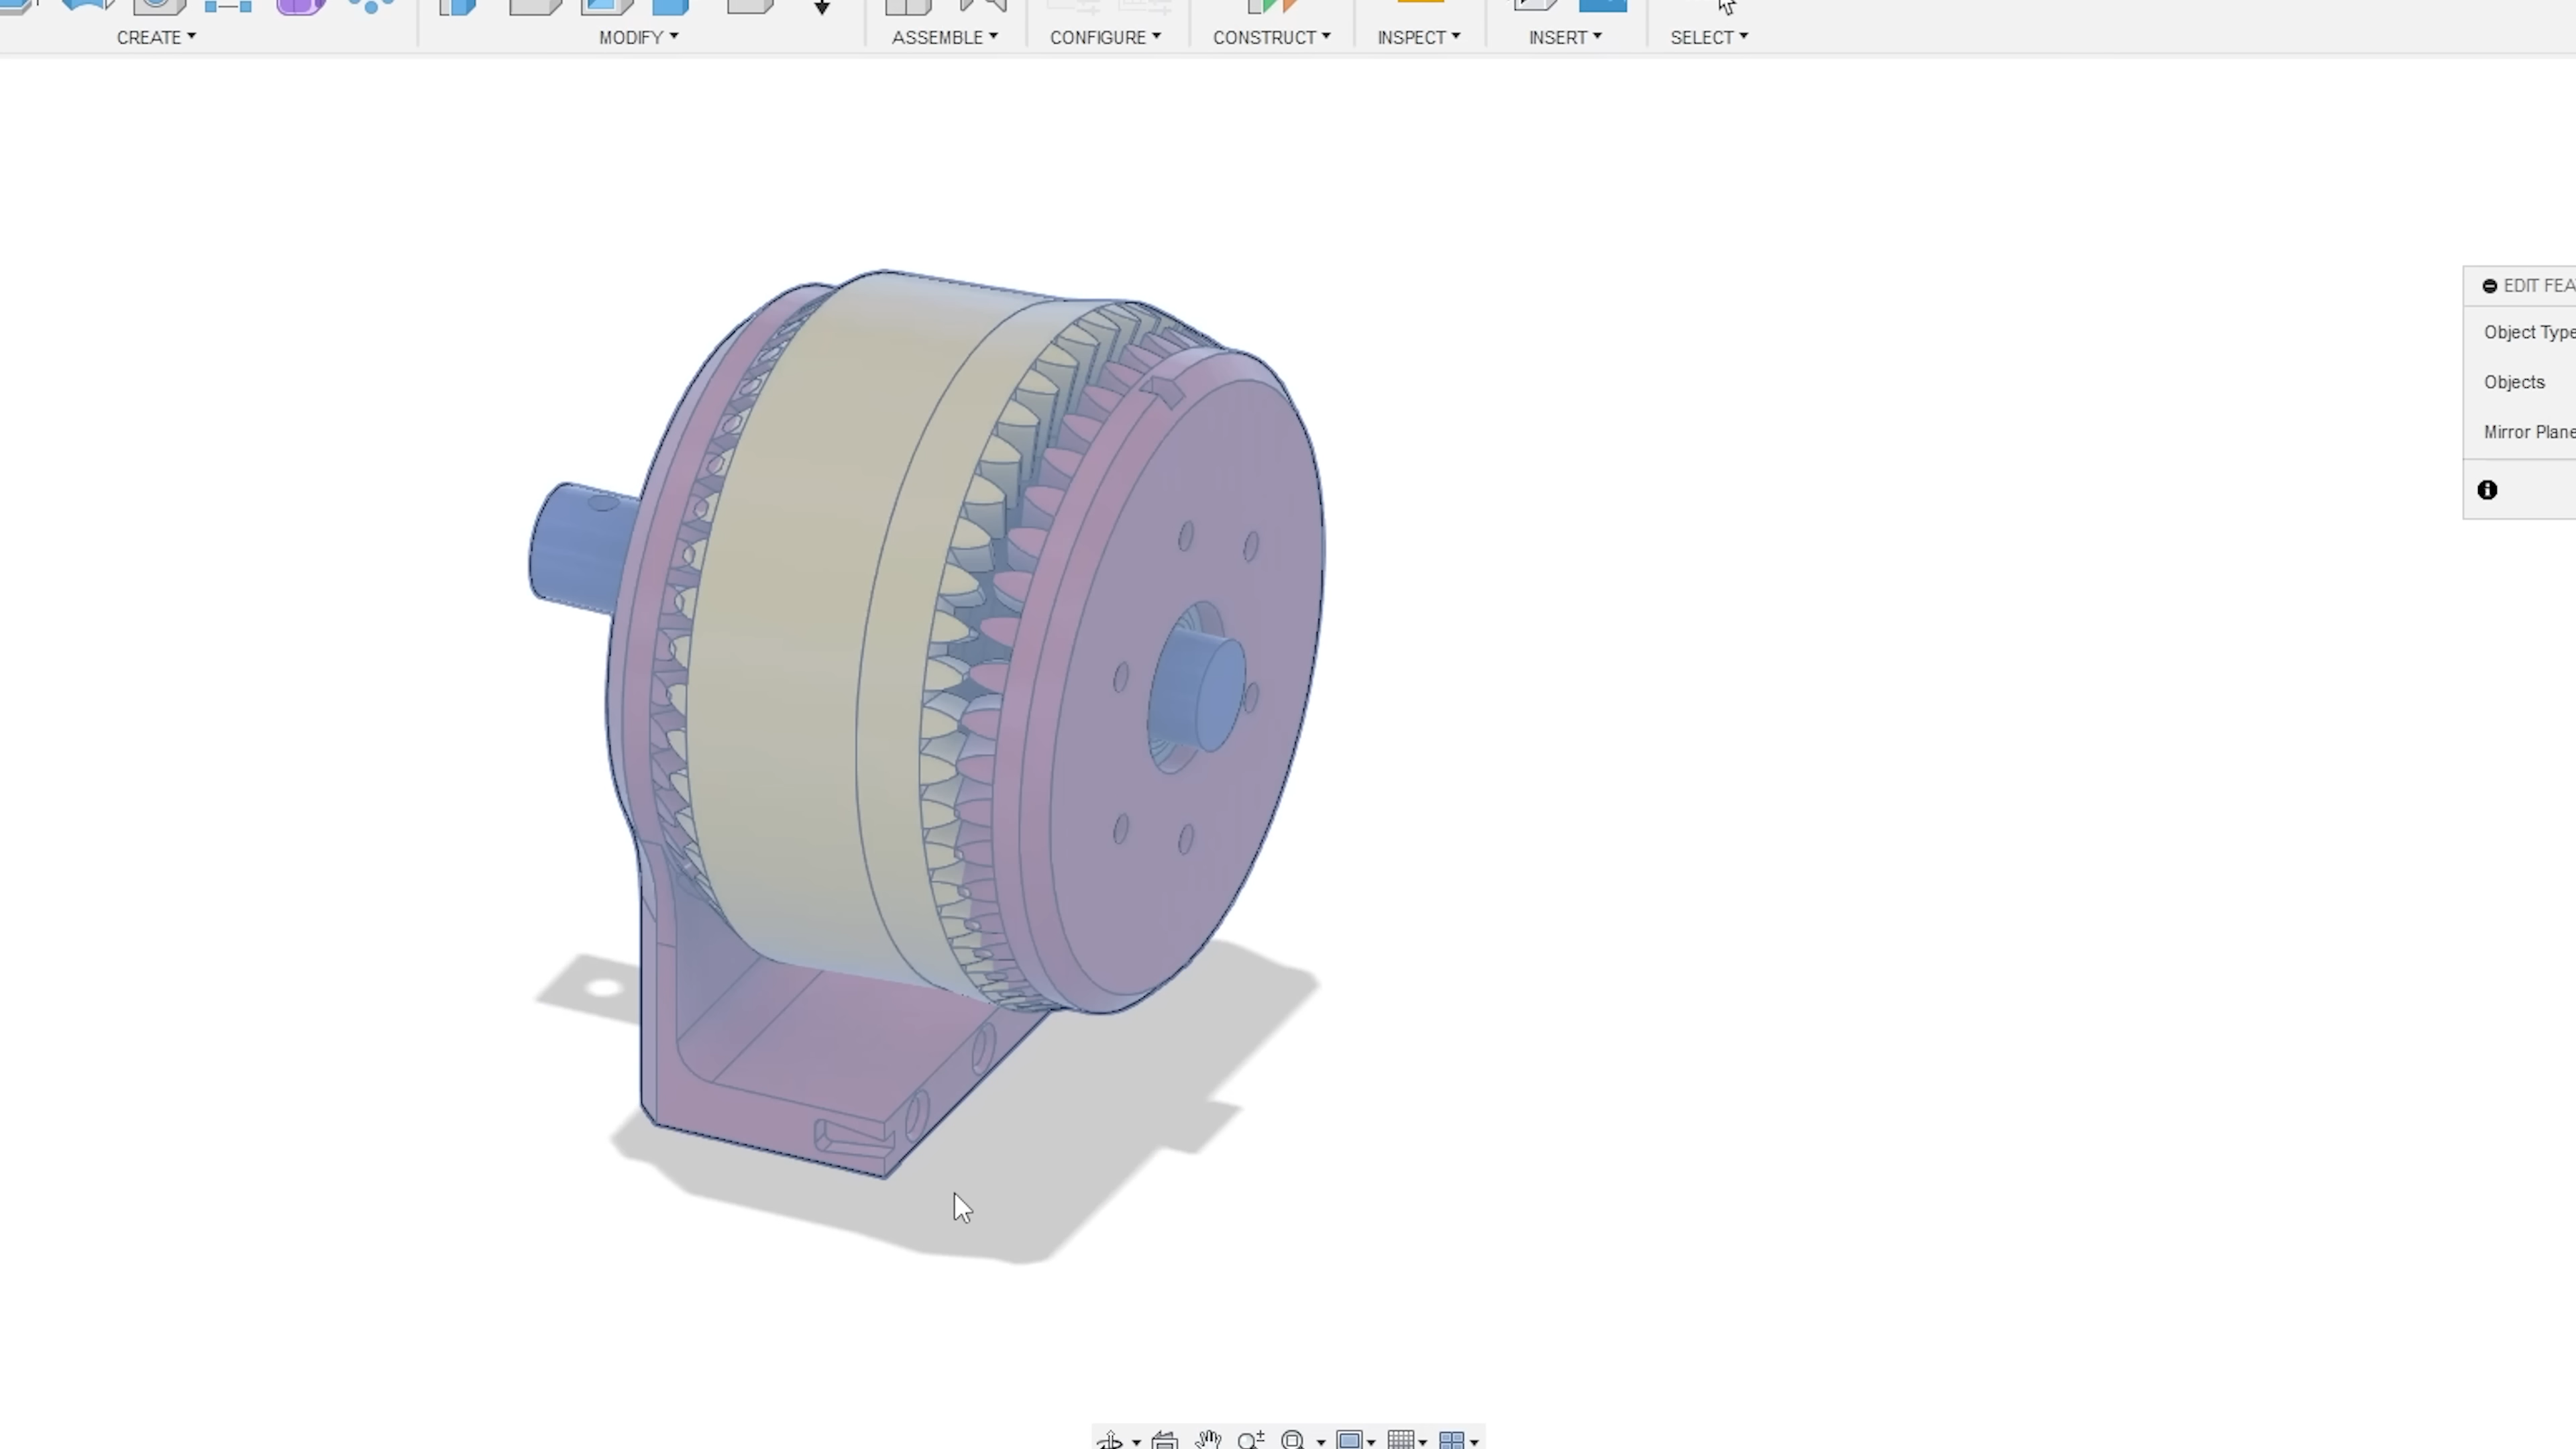 CREATE
MODIFY
ASSEMBLE
CONFIGURE
CONSTRUCT
INSPECT
INSERT
SELECT
EDIT FEA
Object Type
Objects
Mirror Plane